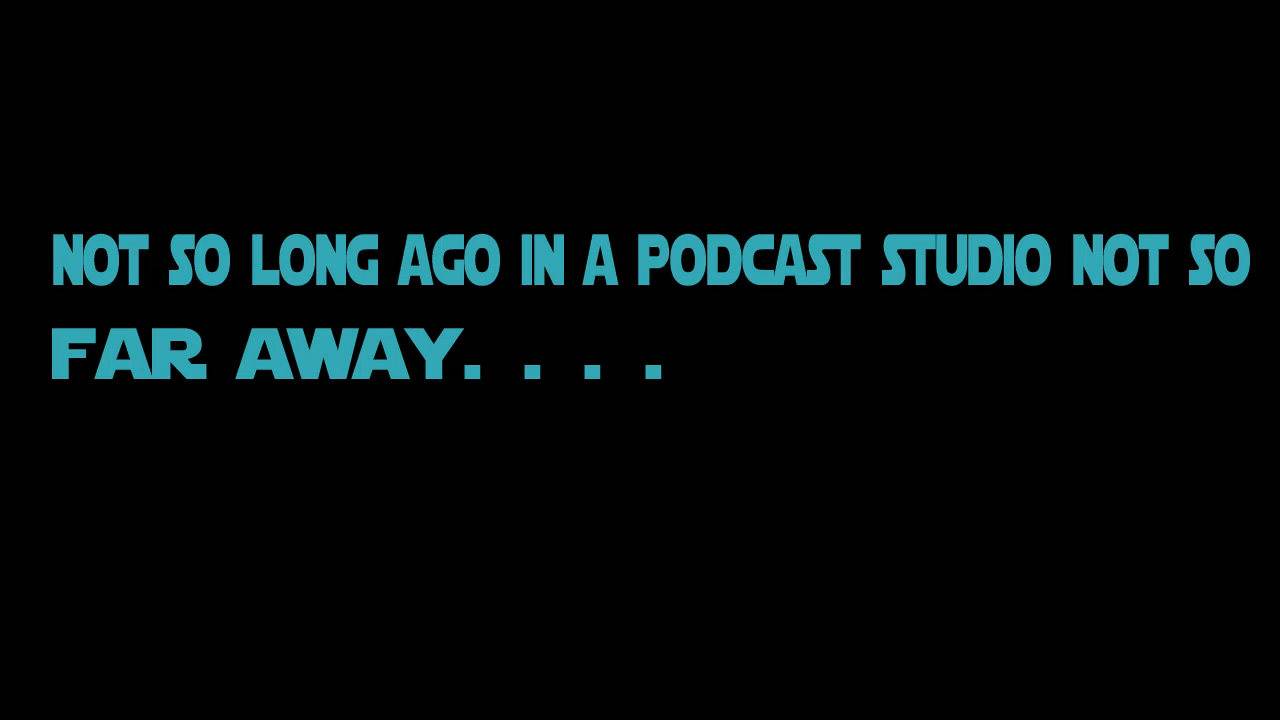 NOT SO LONG AGO IN A PODCAST STUDIO NOT SO
FAR AWAY. . . .